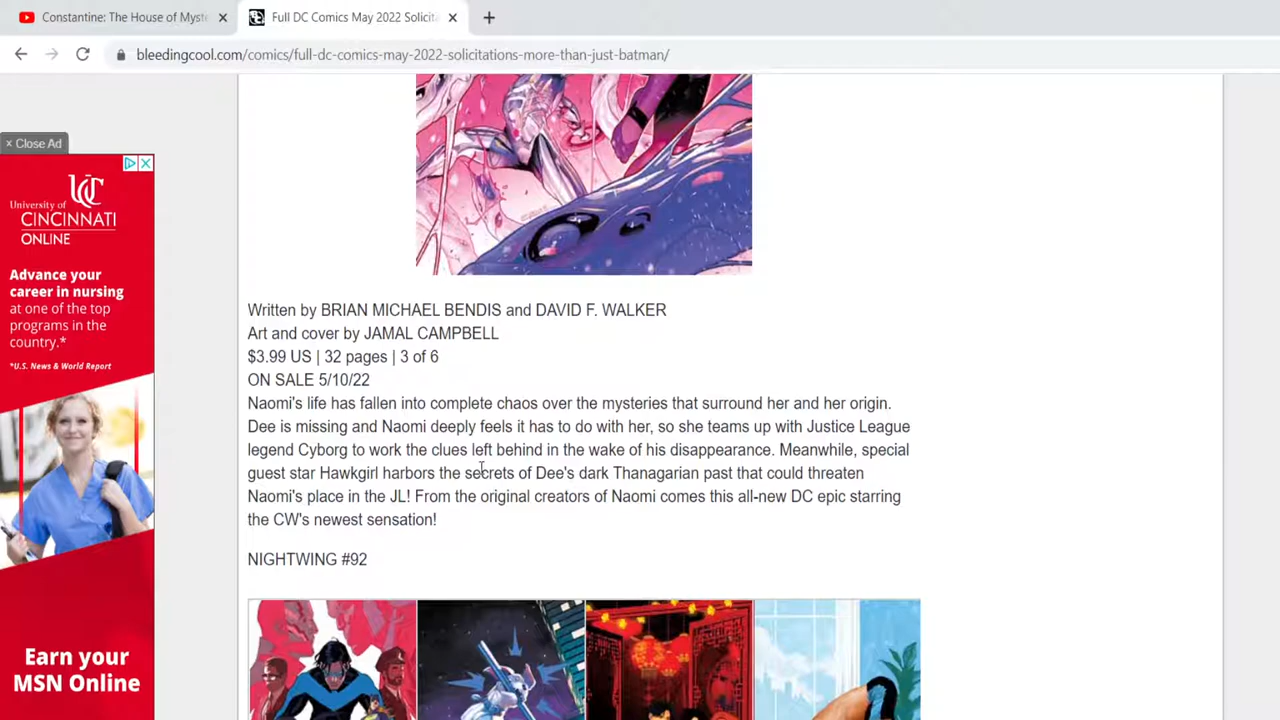 Constantine: The House of Myste
Full DC Comics May 2022 Solicita
bleedingcool.com/comics/full-dc-comics-may-2022-solicitations-more-than-just-batman/
× Close Ad
UC
University of
CINCINNATI
ONLINE
Advance your
career in nursing
at one of the top
programs in the
country.*
*U.S. News & World Report
Earn your
MSN Online
Written by BRIAN MICHAEL BENDIS and DAVID F. WALKER
Art and cover by JAMAL CAMPBELL
$3.99 US | 32 pages | 3 of 6
ON SALE 5/10/22
Naomi's life has fallen into complete chaos over the mysteries that surround her and her origin.
Dee is missing and Naomi deeply feels it has to do with her, so she teams up with Justice League
legend Cyborg to work the clues left behind in the wake of his disappearance. Meanwhile, special
guest star Hawkgirl harbors the secrets of Dee's dark Thanagarian past that could threaten
Naomi's place in the JL! From the original creators of Naomi comes this all-new DC epic starring
the CW's newest sensation!
NIGHTWING #92